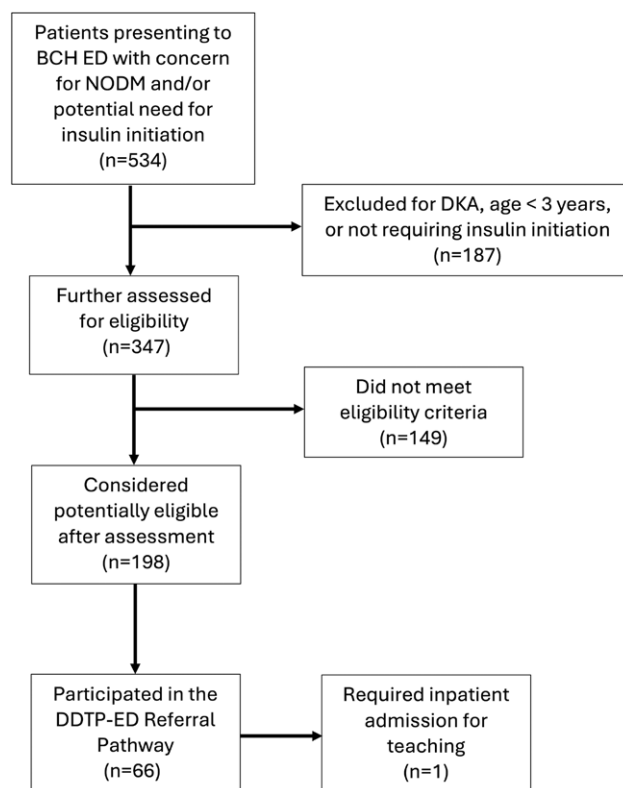 Patients presenting to
BCH ED with concern
for NODM and/or
potential need for
insulin initiation
(n=534)
Excluded for DKA, age < 3 years,
or not requiring insulin initiation
(n=187)
Further assessed
for eligibility
(n=347)
Did not meet
eligibility criteria
(n=149)
Considered
potentially eligible
after assessment
(n=198)
Participated in the
DDTP-ED Referral
Pathway
(n=66)
Required inpatient
admission for
teaching
(n=1)